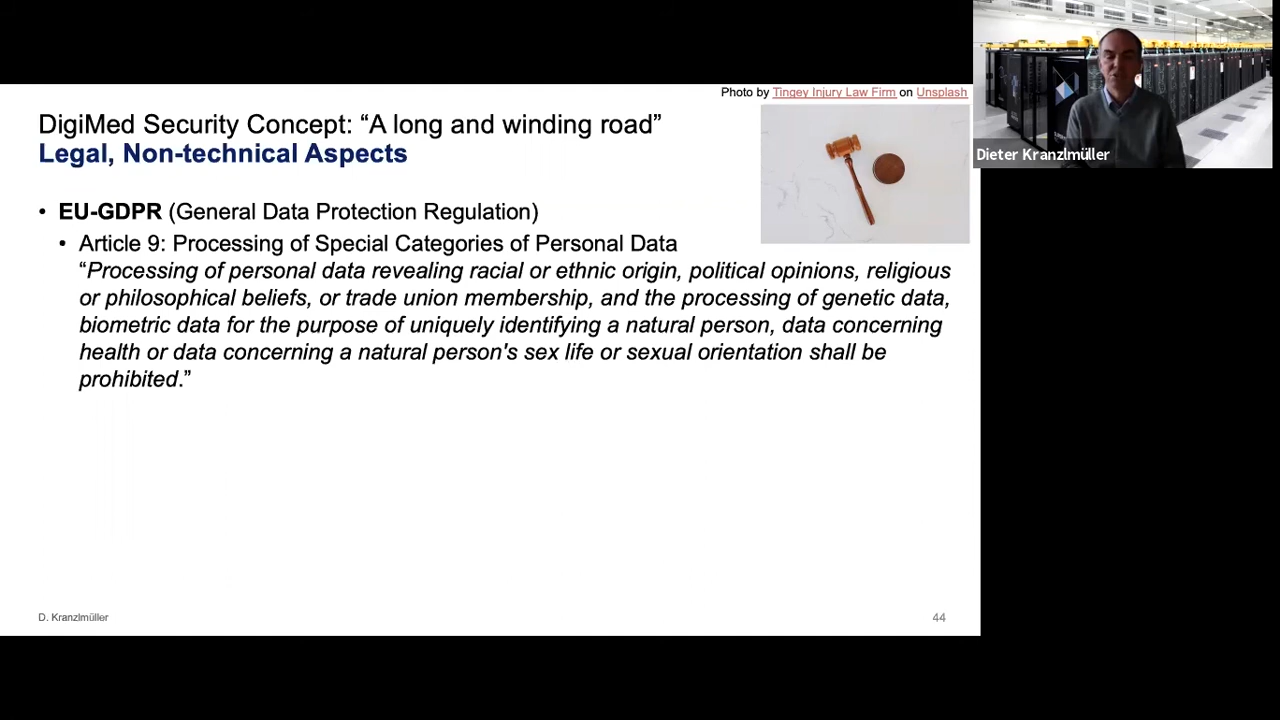 Photo by Tingey Injury Law Firm on Unsplash
DigiMed Security Concept: “A long and winding road”
Legal, Non-technical Aspects
• EU-GDPR (General Data Protection Regulation)
• Article 9: Processing of Special Categories of Personal Data
“Processing of personal data revealing racial or ethnic origin, political opinions, religious
or philosophical beliefs, or trade union membership, and the processing of genetic data,
biometric data for the purpose of uniquely identifying a natural person, data concerning
health or data concerning a natural person's sex life or sexual orientation shall be
prohibited.”
D. Kranzlmüller
44
Dieter Kranzlmüller